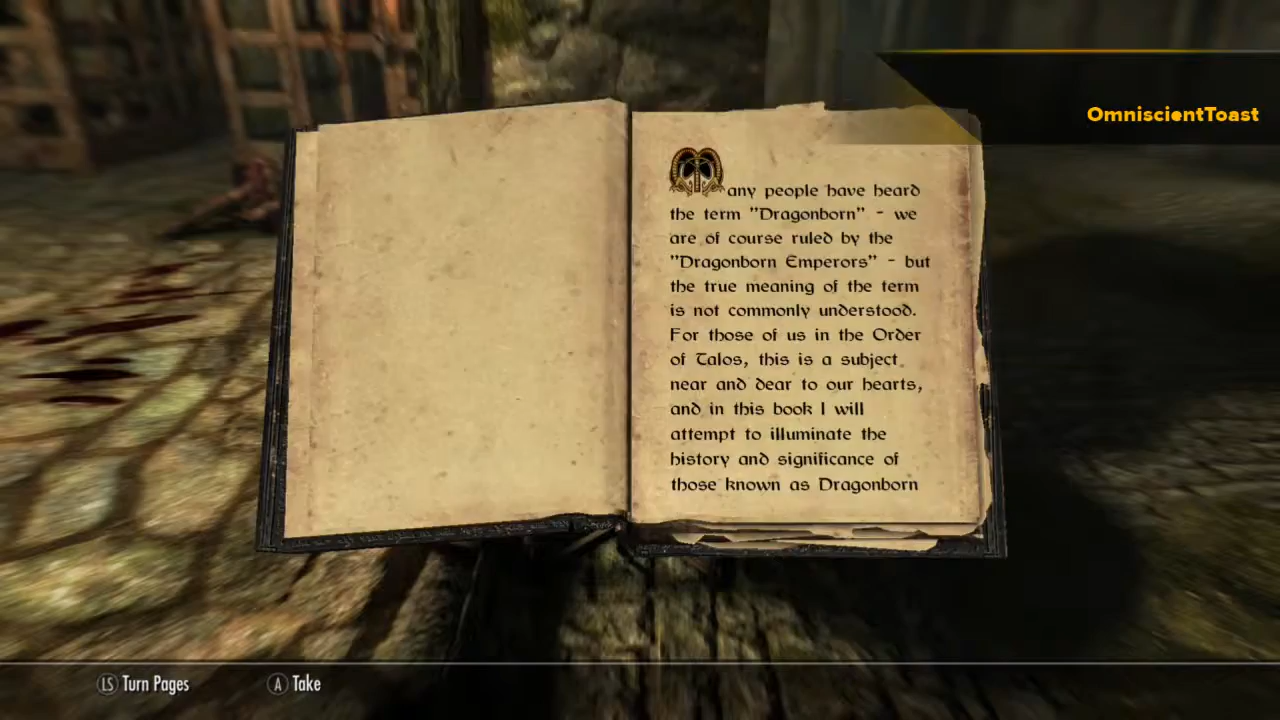 OmniscientToast
Many people have heard
the term "Dragonborn" - we
are of course ruled by the
"Dragonborn Emperors" - but
the true meaning of the term
is not commonly understood.
For those of us in the Order
of Talos, this is a subject
near and dear to our hearts,
and in this book I will
attempt to illuminate the
history and significance of
those known as Dragonborn
LS Turn Pages
A Take